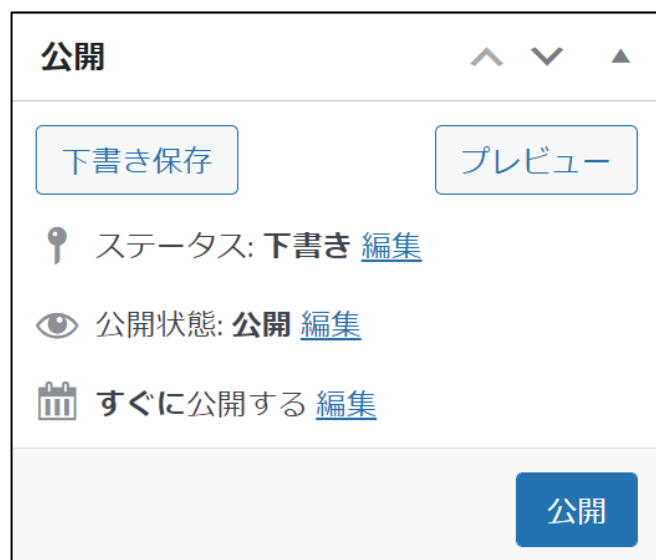 公開
下書き保存 プレビュー
ステータス: 下書き 編集
公開状態: 公開 編集
すぐに公開する 編集
公開